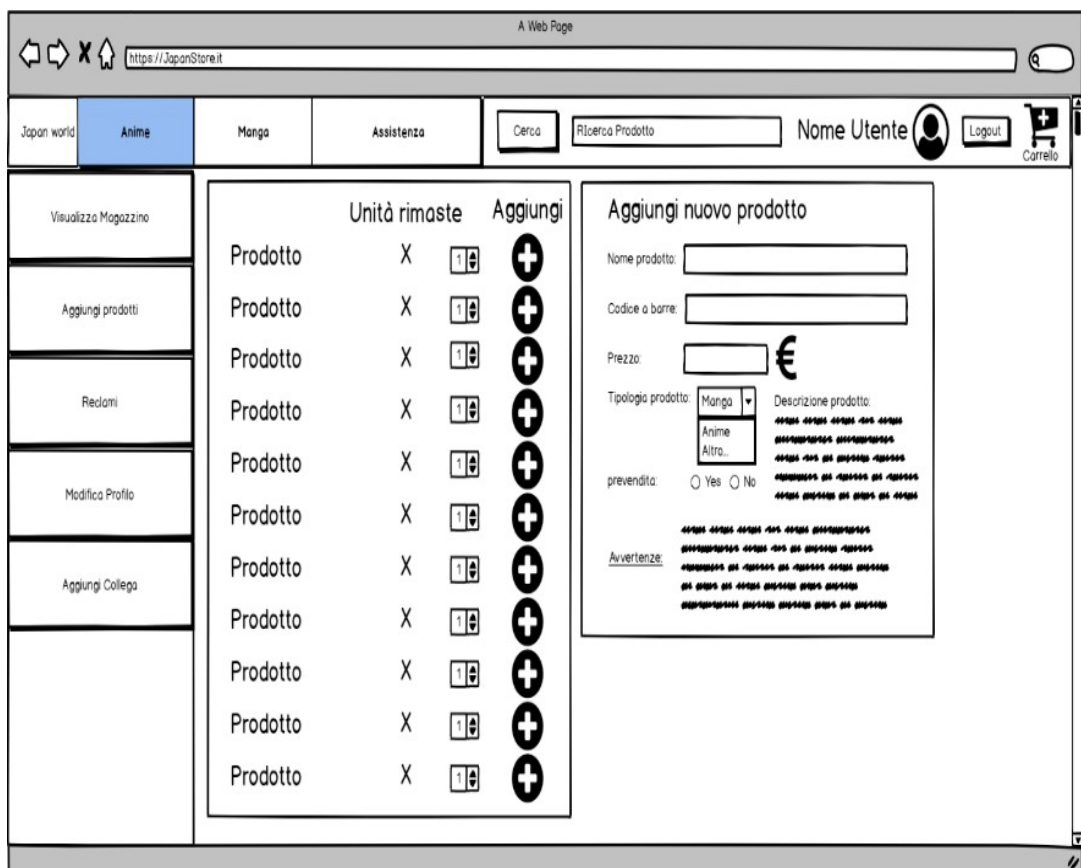 A Web Page
https://JapanStore.it
Japan world
Anime
Manga
Assistenza
Cerca
RIcerca Prodotto
Nome Utente
Logout
Carrello
Visualizza Magazzino
Aggiungi prodotti
Reclami
Modifica Profilo
Aggiungi Collega
Unità rimaste Aggiungi
Prodotto X 1
Prodotto X 1
Prodotto X 1
Prodotto X 1
Prodotto X 1
Prodotto X 1
Prodotto X 1
Prodotto X 1
Prodotto X 1
Prodotto X 1
Prodotto X 1
Aggiungi nuovo prodotto
Nome prodotto:
Codice a barre:
Prezzo: €
Tipologia prodotto: Manga
Anime
Altro...
Descrizione prodotto:
prevendita: Yes No
Avvertenze: